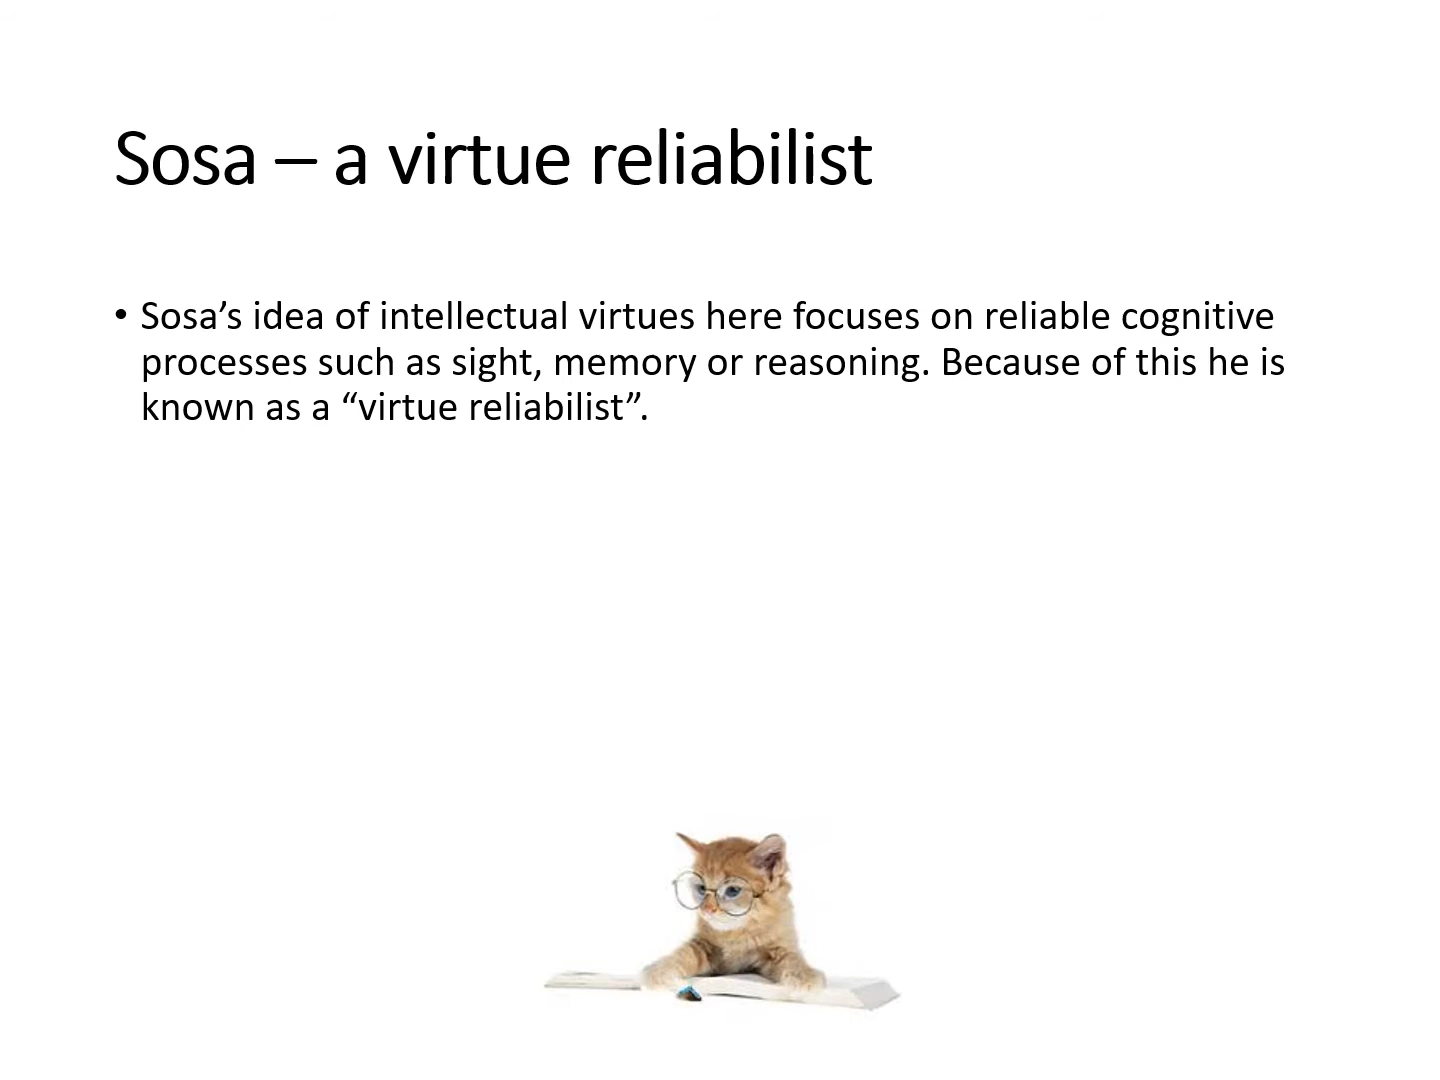 Sosa – a virtue reliabilist
• Sosa’s idea of intellectual virtues here focuses on reliable cognitive
processes such as sight, memory or reasoning. Because of this he is
known as a “virtue reliabilist”.